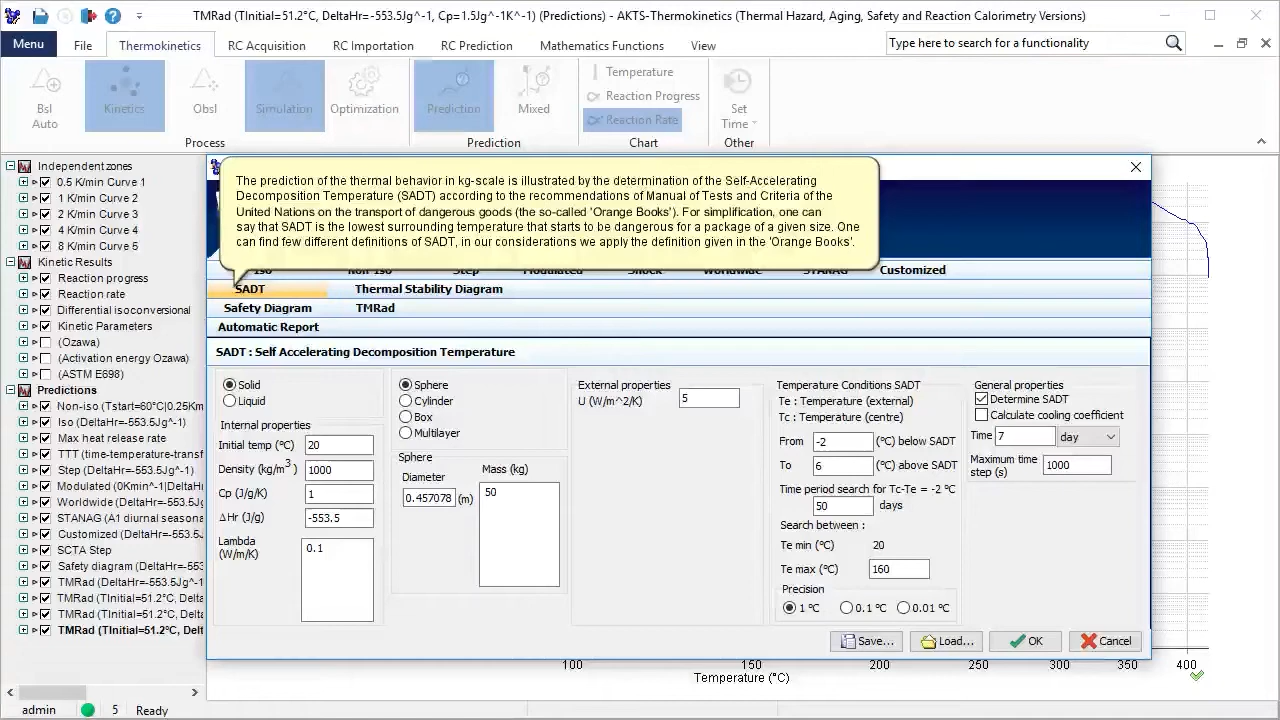 TMRad (TInitial=51.2°C, DeltaHr=-553.5Jg^-1, Cp=1.5Jg^-1K^-1) (Predictions) - AKTS-Thermokinetics (Thermal Hazard, Aging, Safety and Reaction Calorimetry Versions)
Menu File Thermokinetics RC Acquisition RC Importation RC Prediction Mathematics Functions View Type here to search for a functionality
Bsl Auto
Kinetics
Obsl
Simulation
Optimization
Prediction
Mixed
Temperature
Reaction Progress
Reaction Rate
Set Time
Process Prediction Chart Other
Independent zones
0.5 K/min Curve 1
1 K/min Curve 2
2 K/min Curve 3
4 K/min Curve 4
8 K/min Curve 5
Kinetic Results
Reaction progress
Reaction rate
Differential isoconversional
Kinetic Parameters
(Ozawa)
(Activation energy Ozawa)
(ASTM E698)
Predictions
Non-iso (Tstart=60°C|0.25Km
Iso (DeltaHr=-553.5Jg^-1)
Max heat release rate
TTT (time-temperature-transf
Step (DeltaHr=-553.5Jg^-1)
Modulated (0Kmin^-1|DeltaH
Worldwide (DeltaHr=-553.5Jg
STANAG (A1 diurnal seasona
Customized (DeltaHr=-553.5J
SCTA Step
Safety diagram (DeltaHr=-553
TMRad (DeltaHr=-553.5Jg^-1
TMRad (TInitial=51.2°C, Delta
TMRad (TInitial=51.2°C, Delta
TMRad (TInitial=51.2°C, Delt
The prediction of the thermal behavior in kg-scale is illustrated by the determination of the Self-Accelerating
Decomposition Temperature (SADT) according to the recommendations of Manual of Tests and Criteria of the
United Nations on the transport of dangerous goods (the so-called 'Orange Books'). For simplification, one can
say that SADT is the lowest surrounding temperature that starts to be dangerous for a package of a given size. One
can find few different definitions of SADT, in our considerations we apply the definition given in the 'Orange Books'.
Iso Non-Iso Step Modulated Shock Worldwide STANAG Customized
SADT Thermal Stability Diagram
Safety Diagram TMRad
Automatic Report
SADT : Self Accelerating Decomposition Temperature
Solid
Liquid
Internal properties
Initial temp (°C) 20
Density (kg/m3) 1000
Cp (J/g/K) 1
ΔHr (J/g) -553.5
Lambda (W/m/K) 0.1
Sphere
Cylinder
Box
Multilayer
Sphere
Diameter Mass (kg)
0.457078 (m) 50
External properties
U (W/m^2/K) 5
Temperature Conditions SADT
Te : Temperature (external)
Tc : Temperature (centre)
From -2 (°C) below SADT
To 6 (°C) above SADT
Time period search for Tc-Te = -2 °C
50 days
Search between :
Te min (°C) 20
Te max (°C) 160
Precision
1 °C 0.1 °C 0.01 °C
General properties
Determine SADT
Calculate cooling coefficient
Time 7 day
Maximum time step (s) 1000
Save... Load... OK Cancel
100 150 200 250 300 350 400
Temperature (°C)
admin 5 Ready